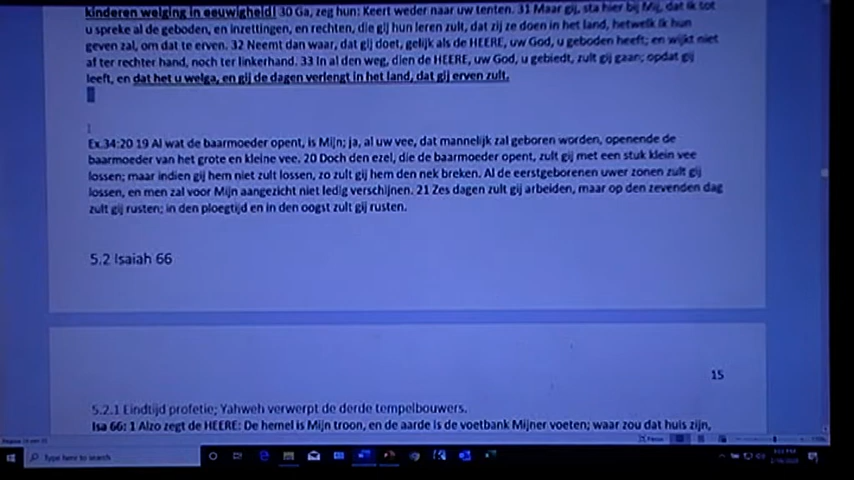 kinderen welging in eeuwigheid! 30 Ga, zeg hun: Keert weder naar uw tenten. 31 Maar gij, sta hier bij Mij, dat Ik tot
u spreke al de geboden, en inzettingen, en rechten, die gij hun leren zult, dat zij ze doen in het land, hetwelk Ik hun
geven zal, om dat te erven. 32 Neemt dan waar, dat gij doet, gelijk als de HEERE, uw God, u geboden heeft; en wijkt niet
af ter rechter hand, noch ter linkerhand. 33 In al den weg, dien de HEERE, uw God, u gebiedt, zult gij gaan; opdat gij
leeft, en dat het u welga, en gij de dagen verlengt in het land, dat gij erven zult.
Ex.34:20 19 Al wat de baarmoeder opent, is Mijn; ja, al uw vee, dat mannelijk zal geboren worden, openende de
baarmoeder van het grote en kleine vee. 20 Doch den ezel, die de baarmoeder opent, zult gij met een stuk klein vee
lossen; maar indien gij hem niet zult lossen, zo zult gij hem den nek breken. Al de eerstgeborenen uwer zonen zult gij
lossen, en men zal voor Mijn aangezicht niet ledig verschijnen. 21 Zes dagen zult gij arbeiden, maar op den zevenden dag
zult gij rusten; in den ploegtijd en in den oogst zult gij rusten.
5.2 Isaiah 66
15
5.2.1 Eindtijd profetie; Yahweh verwerpt de derde tempelbouwers.
Isa 66: 1 Alzo zegt de HEERE: De hemel is Mijn troon, en de aarde is de voetbank Mijner voeten; waar zou dat huis zijn,
Focus
Type here to search